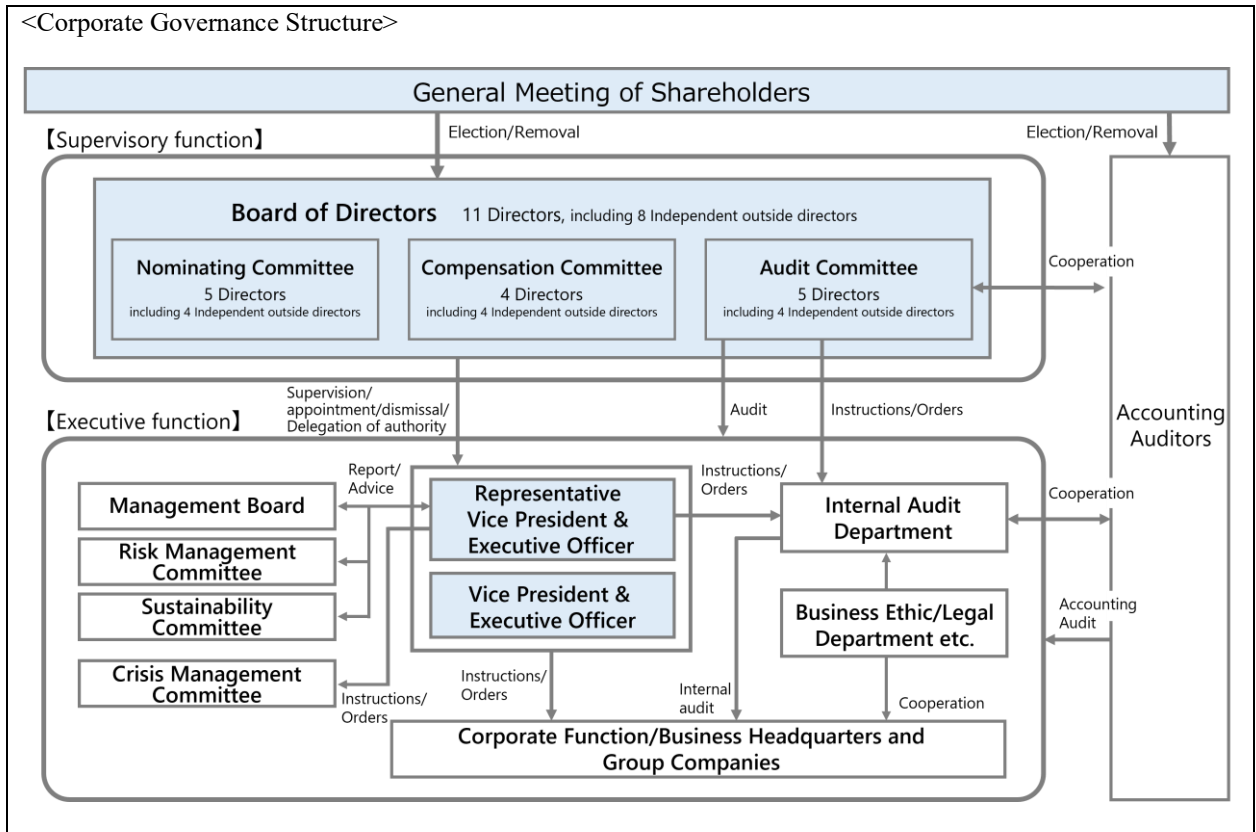 <Corporate Governance Structure>
General Meeting of Shareholders
【Supervisory function】
Election/Removal
Election/Removal
Board of Directors 11 Directors, including 8 Independent outside directors
Nominating Committee
5 Directors
including 4 Independent outside directors
Compensation Committee
4 Directors
including 4 Independent outside directors
Audit Committee
5 Directors
including 4 Independent outside directors
Cooperation
Accounting
Auditors
Supervision/
appointment/dismissal/
Delegation of authority
Audit
Instructions/Orders
【Executive function】
Report/
Advice
Management Board
Risk Management
Committee
Sustainability
Committee
Crisis Management
Committee
Instructions/
Orders
Representative
Vice President &
Executive Officer
Vice President &
Executive Officer
Instructions/
Orders
Internal Audit
Department
Cooperation
Business Ethic/Legal
Department etc.
Accounting
Audit
Instructions/
Orders
Internal
audit
Cooperation
Corporate Function/Business Headquarters and
Group Companies